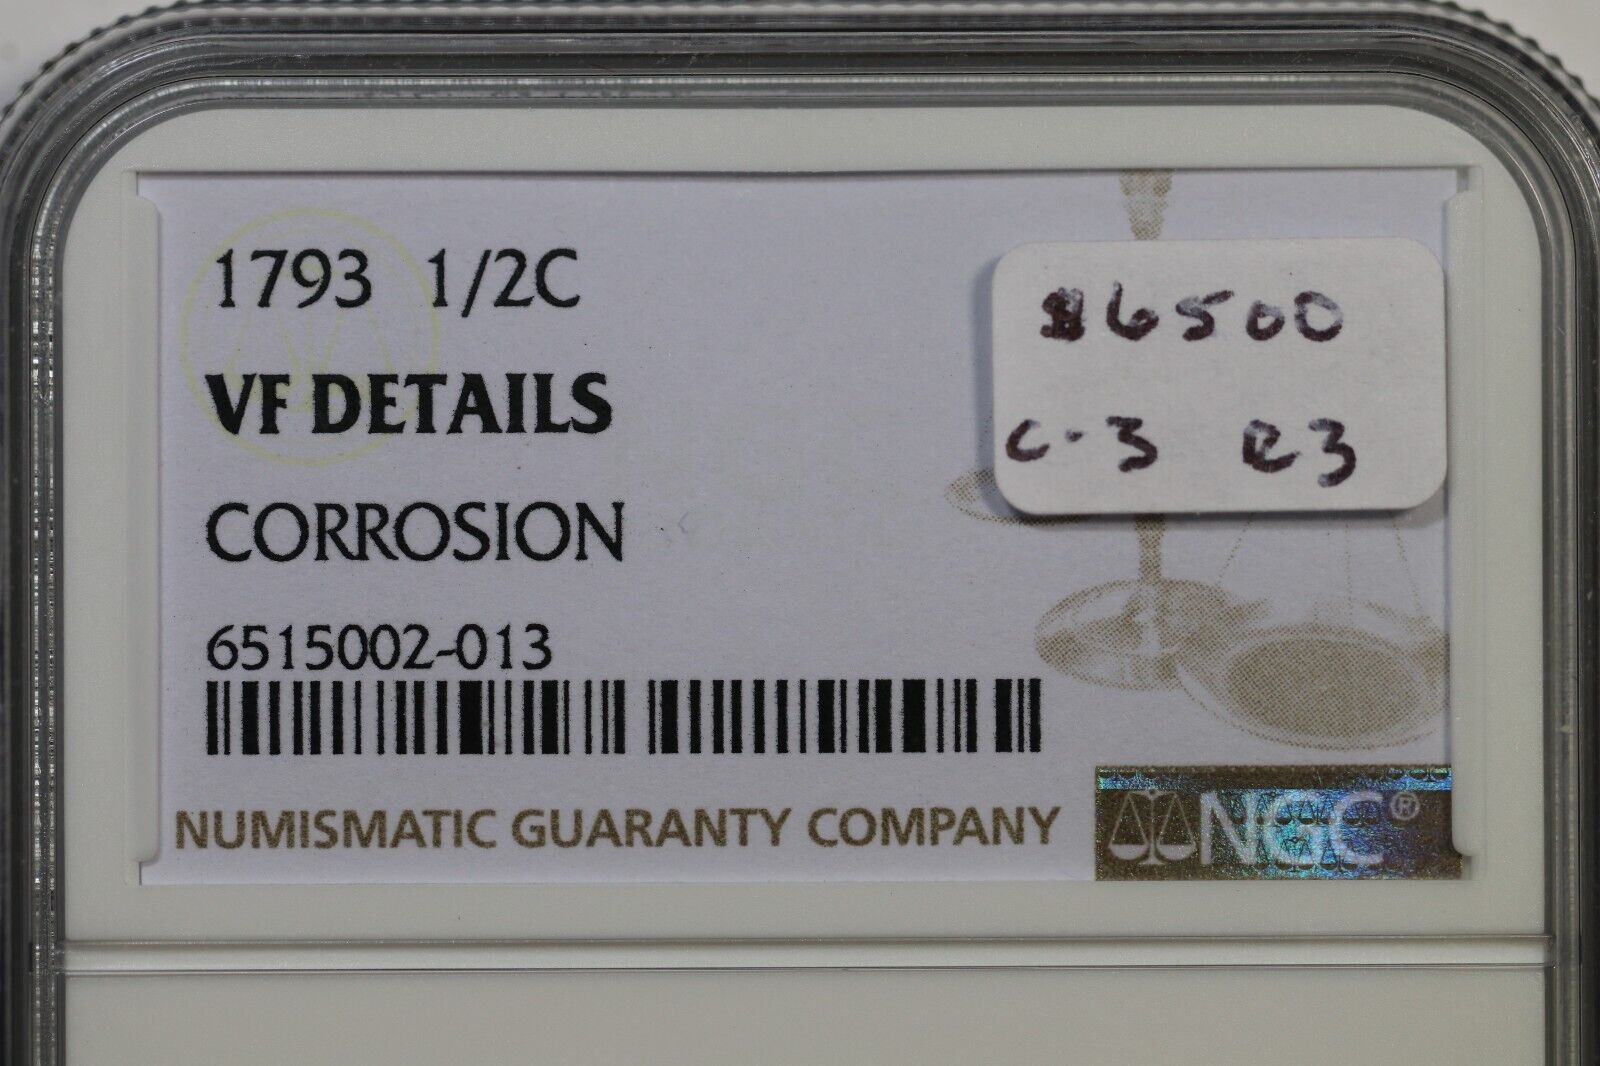 1793 1/2C
VF DETAILS
CORROSION
6515002-013
NUMISMATIC GUARANTY COMPANY
NGC®
$6500
C-3 R3